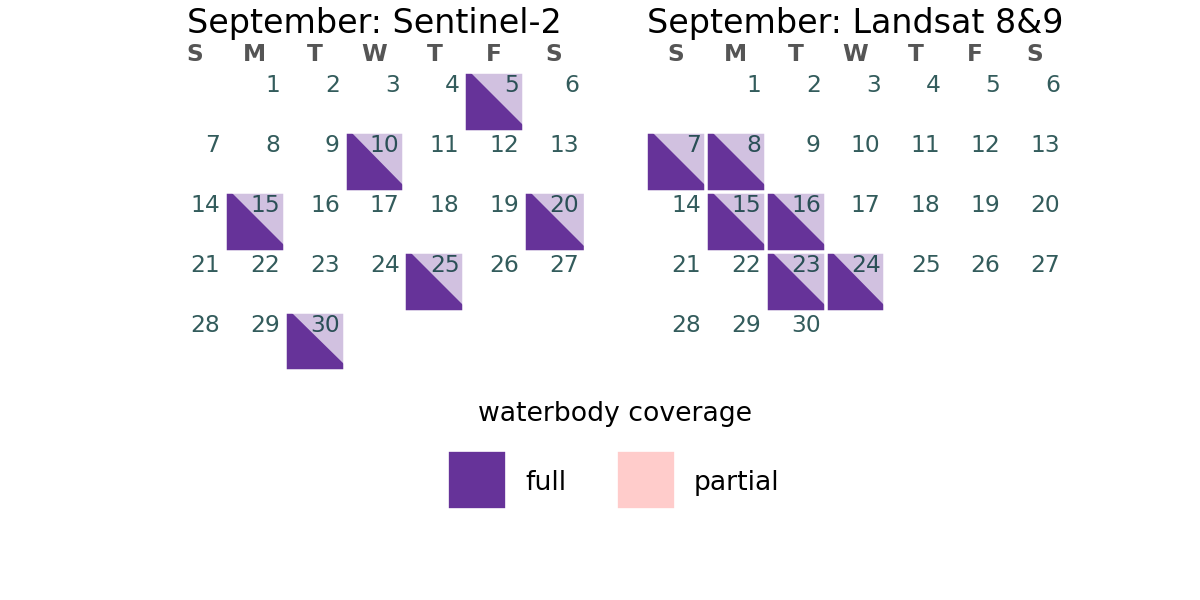 September: Sentinel-2
S M T W T F S
1 2 3 4 5 6
7 8 9 10 11 12 13
14 15 16 17 18 19 20
21 22 23 24 25 26 27
28 29 30
September: Landsat 8&9
S M T W T F S
1 2 3 4 5 6
7 8 9 10 11 12 13
14 15 16 17 18 19 20
21 22 23 24 25 26 27
28 29 30
waterbody coverage
full partial